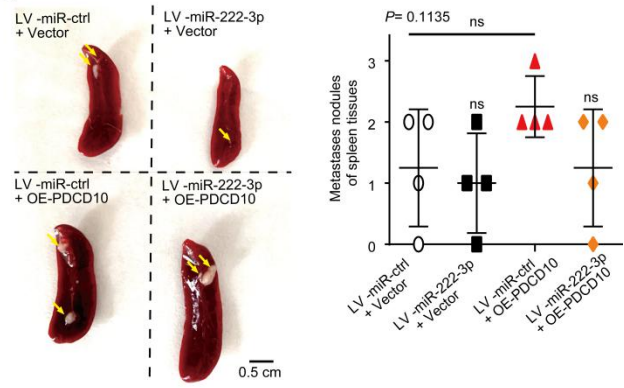 LV -miR-ctrl
+ Vector
LV -miR-222-3p
+ Vector
LV -miR-ctrl
+ OE-PDCD10
LV -miR-222-3p
+ OE-PDCD10
0.5 cm
P= 0.1135
ns
ns
ns
Metastases nodules
of spleen tissues
3
2
1
0
LV -miR-ctrl
+ Vector
LV -miR-222-3p
+ Vector
LV -miR-ctrl
+ OE-PDCD10
LV -miR-222-3p
+ OE-PDCD10